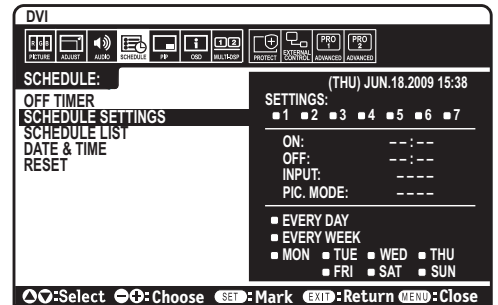 DVI
RGB
PICTURE ADJUST AUDIO SCHEDULE PIP OSD MULTI-DSP PROTECT EXTERNAL CONTROL PRO 1 ADVANCED PRO 2 ADVANCED
SCHEDULE:
OFF TIMER
SCHEDULE SETTINGS
SCHEDULE LIST
DATE & TIME
RESET
(THU) JUN.18.2009 15:38
SETTINGS:
1 2 3 4 5 6 7
ON: --:--
OFF: --:--
INPUT: ----
PIC. MODE: ----
EVERY DAY
EVERY WEEK
MON TUE WED THU
FRI SAT SUN
:Select :Choose SET :Mark EXIT :Return MENU :Close